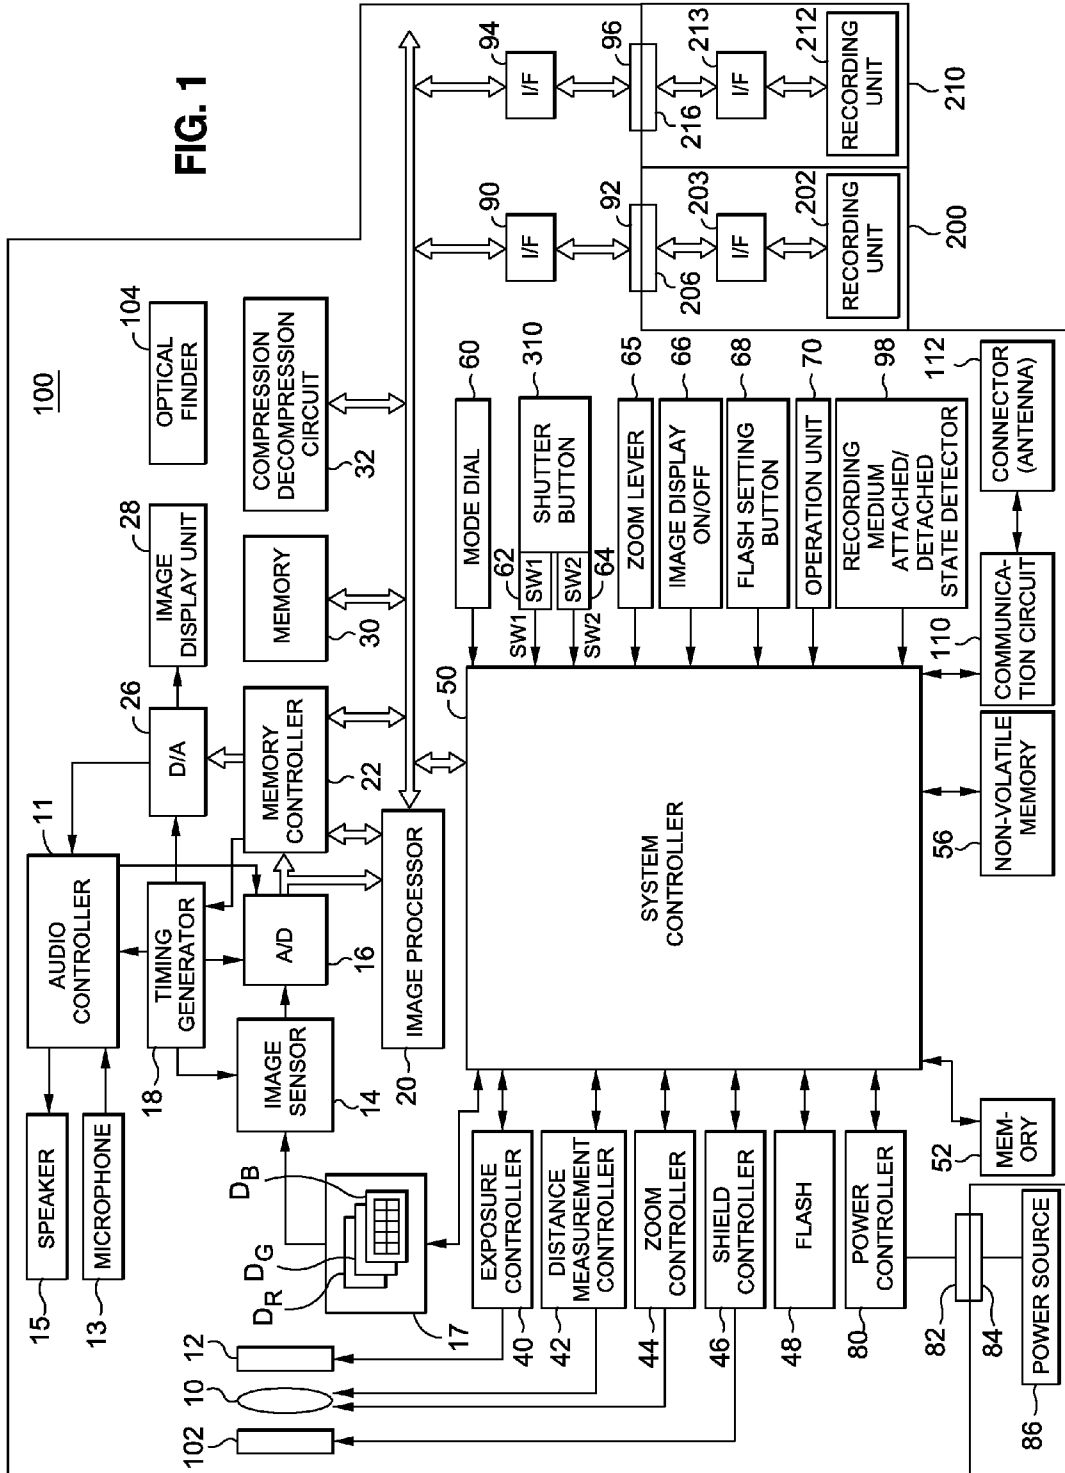 FIG. 1
100
15
SPEAKER
13
MICROPHONE
11
AUDIO
CONTROLLER
18
TIMING
GENERATOR
26
D/A
28
IMAGE
DISPLAY UNIT
104
OPTICAL
FINDER
102
10
12
17
DR
DG
DB
14
IMAGE
SENSOR
16
A/D
22
MEMORY
CONTROLLER
30
MEMORY
32
COMPRESSION
DECOMPRESSION
CIRCUIT
20
IMAGE PROCESSOR
94
I/F
96
216
213
I/F
212
RECORDING
UNIT
210
90
I/F
92
206
203
I/F
202
RECORDING
UNIT
200
50
SYSTEM
CONTROLLER
40
EXPOSURE
CONTROLLER
42
DISTANCE
MEASUREMENT
CONTROLLER
44
ZOOM
CONTROLLER
46
SHIELD
CONTROLLER
48
FLASH
80
POWER
CONTROLLER
82
84
86
POWER SOURCE
60
MODE DIAL
310
SHUTTER
BUTTON
62
SW1
SW1
64
SW2
SW2
65
ZOOM LEVER
66
IMAGE DISPLAY
ON/OFF
68
FLASH SETTING
BUTTON
70
OPERATION UNIT
98
RECORDING
MEDIUM
ATTACHED/
DETACHED
STATE DETECTOR
52
MEM-
ORY
56
NON-VOLATILE
MEMORY
110
COMMUNICA-
TION CIRCUIT
112
CONNECTOR
(ANTENNA)